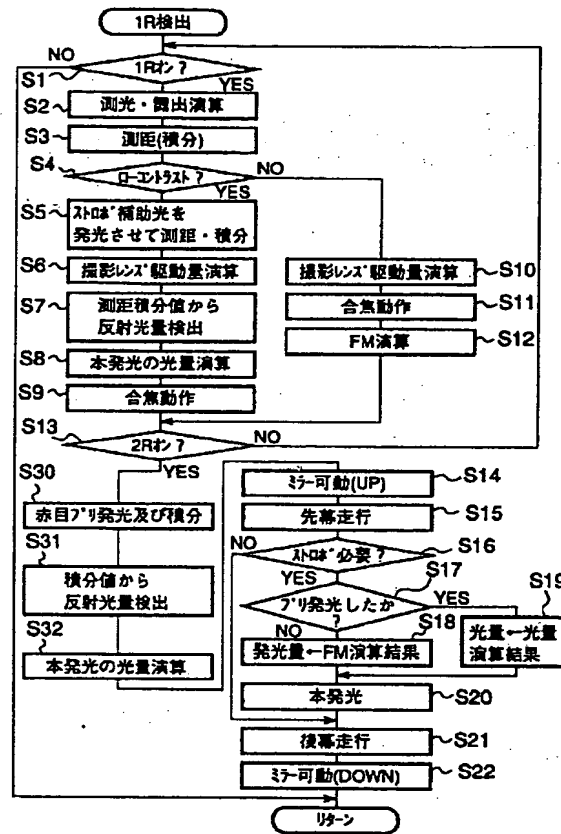 1R検出
NO
S1
1Rオン?
YES
S2
測光・露出演算
S3
測距(積分)
S4
ローコントラスト?
NO
YES
S5
ストロボ補助光を
発光させて測距・積分
S6
撮影レンズ駆動量演算
撮影レンズ駆動量演算
S10
S7
測距積分値から
反射光量検出
合焦動作
S11
FM演算
S12
S8
本発光の光量演算
S9
合焦動作
S13
2Rオン?
NO
YES
S30
赤目プリ発光及び積分
S31
積分値から
反射光量検出
S32
本発光の光量演算
ミラー可動(UP)
S14
先幕走行
S15
NO
ストロボ必要?
S16
YES
S17
プリ発光したか
?
YES
S19
NO
S18
発光量←FM演算結果
光量←光量
演算結果
本発光
S20
後幕走行
S21
ミラー可動(DOWN)
S22
リターン